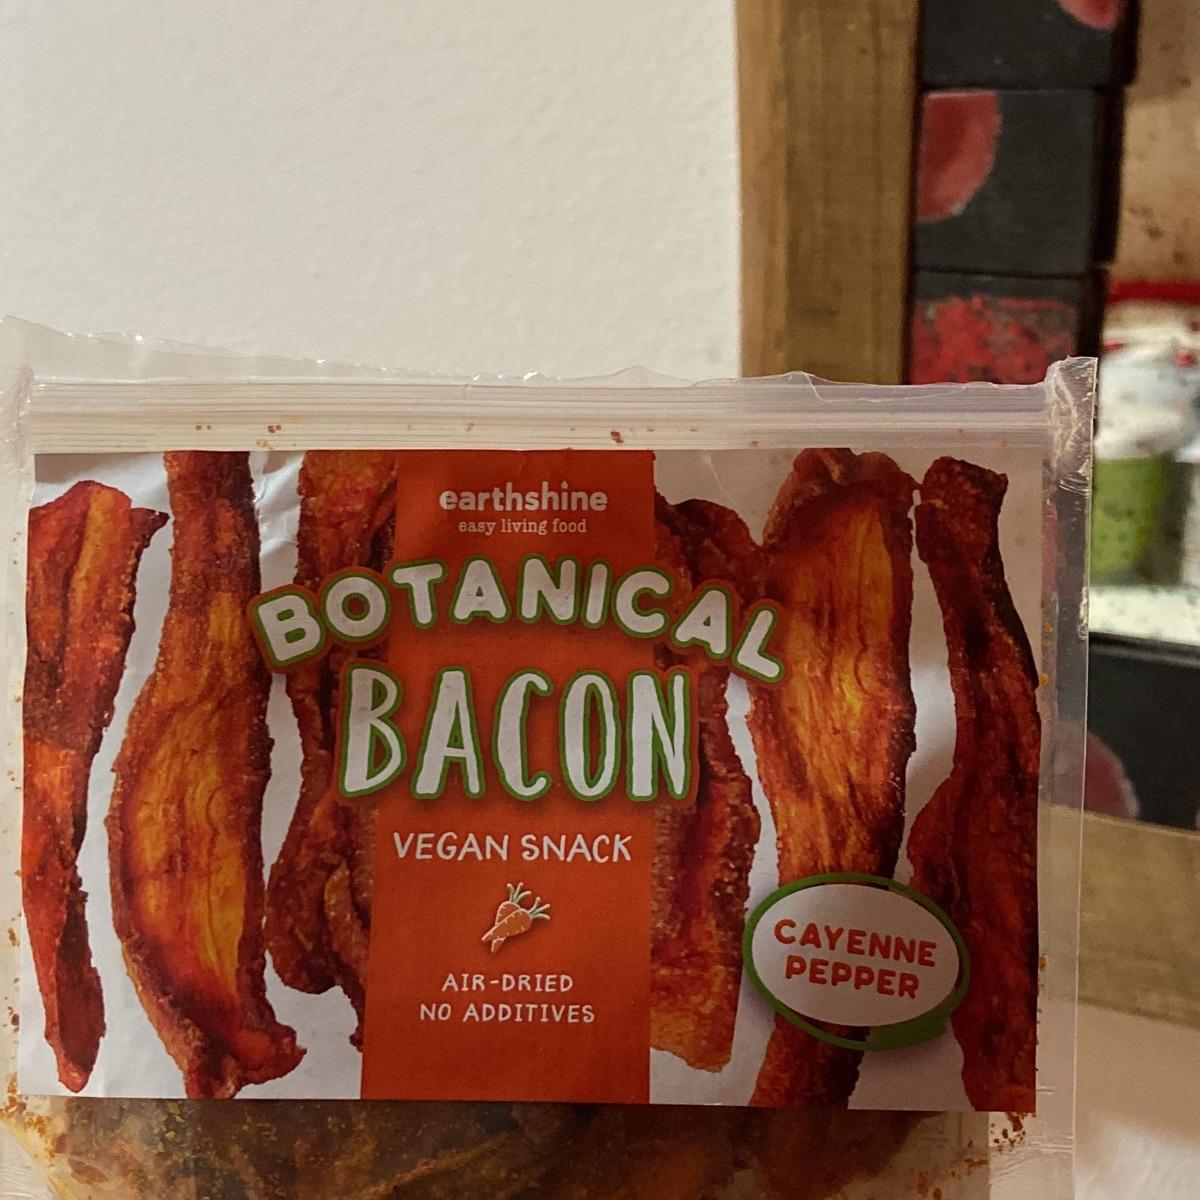 earthshine
easy living food
BOTANICAL
BACON
VEGAN SNACK
AIR-DRIED
NO ADDITIVES
CAYENNE
PEPPER